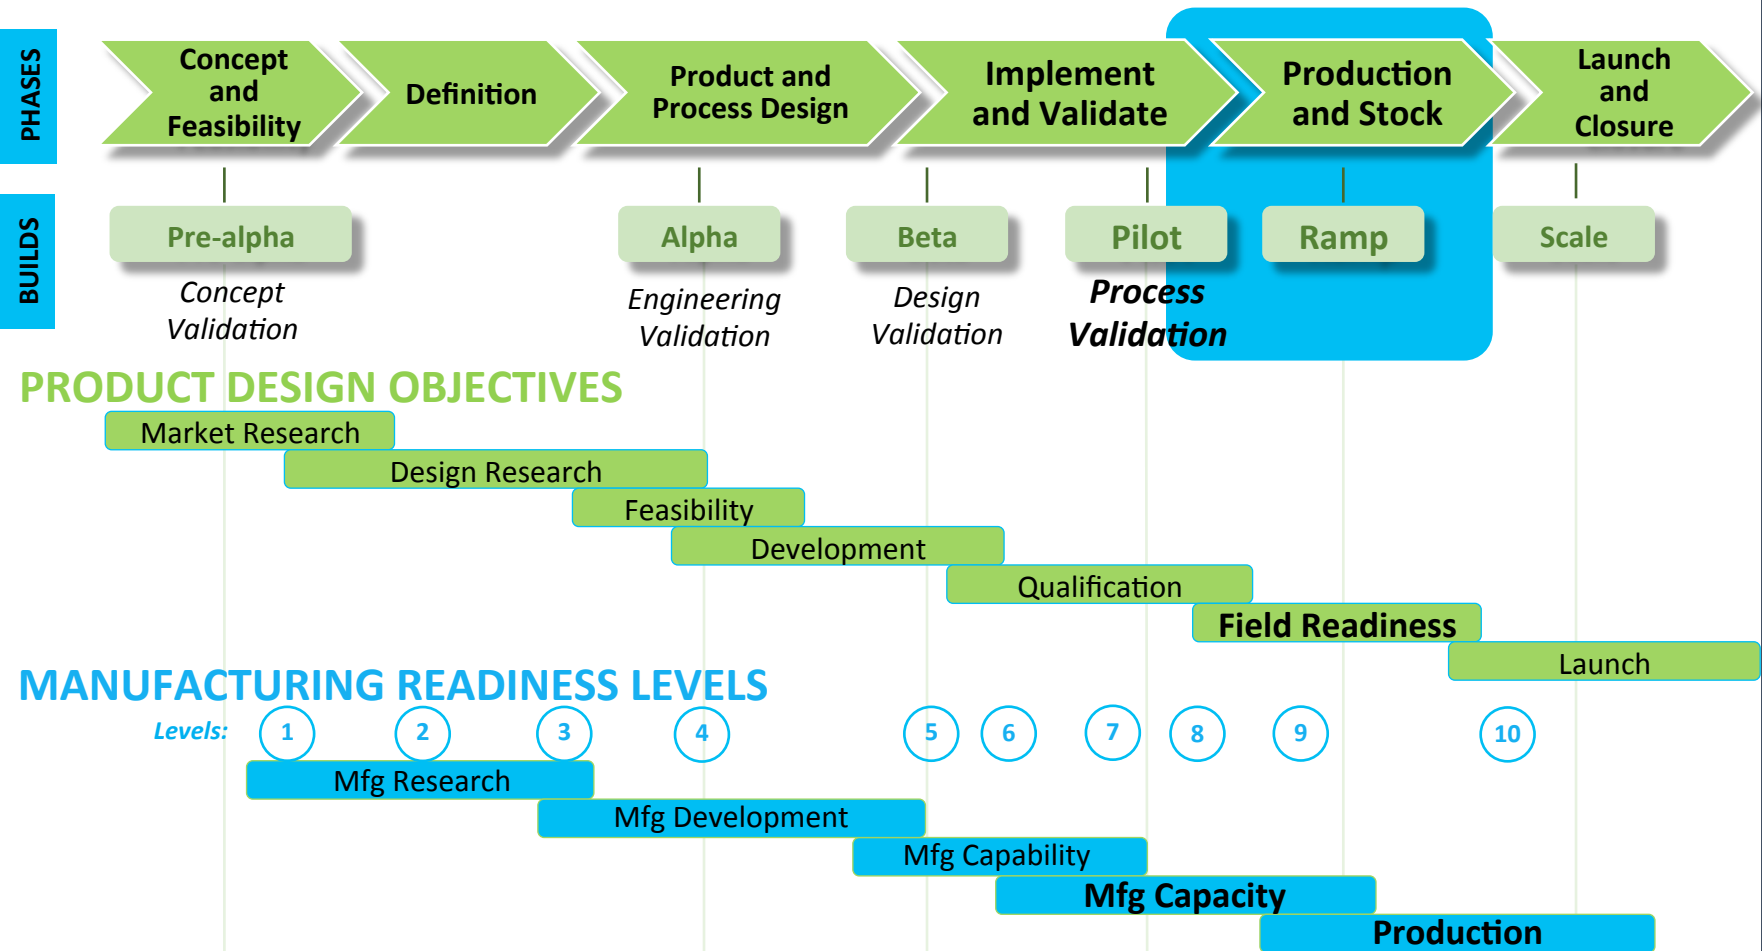 PHASES
Concept
and
Feasibility
Definition
Product and
Process Design
Implement
and Validate
Production
and Stock
Launch
and
Closure
BUILDS
Pre-alpha
Alpha
Beta
Pilot
Ramp
Scale
Concept
Validation
Engineering
Validation
Design
Validation
Process
Validation
PRODUCT DESIGN OBJECTIVES
Market Research
Design Research
Feasibility
Development
Qualification
Field Readiness
Launch
MANUFACTURING READINESS LEVELS
Levels: 1 2 3 4 5 6 7 8 9 10
Mfg Research
Mfg Development
Mfg Capability
Mfg Capacity
Production